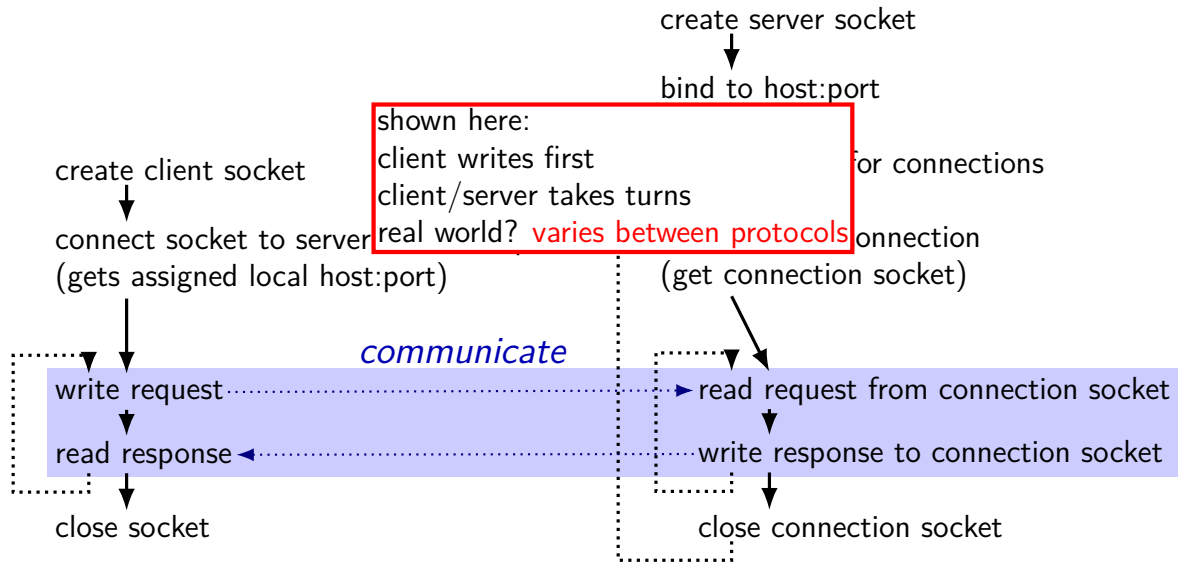 create server socket
bind to host:port
shown here:
client writes first
client/server takes turns
real world? varies between protocols
for connections
connection
(get connection socket)
create client socket
connect socket to server
(gets assigned local host:port)
communicate
write request
read request from connection socket
read response
write response to connection socket
close socket
close connection socket